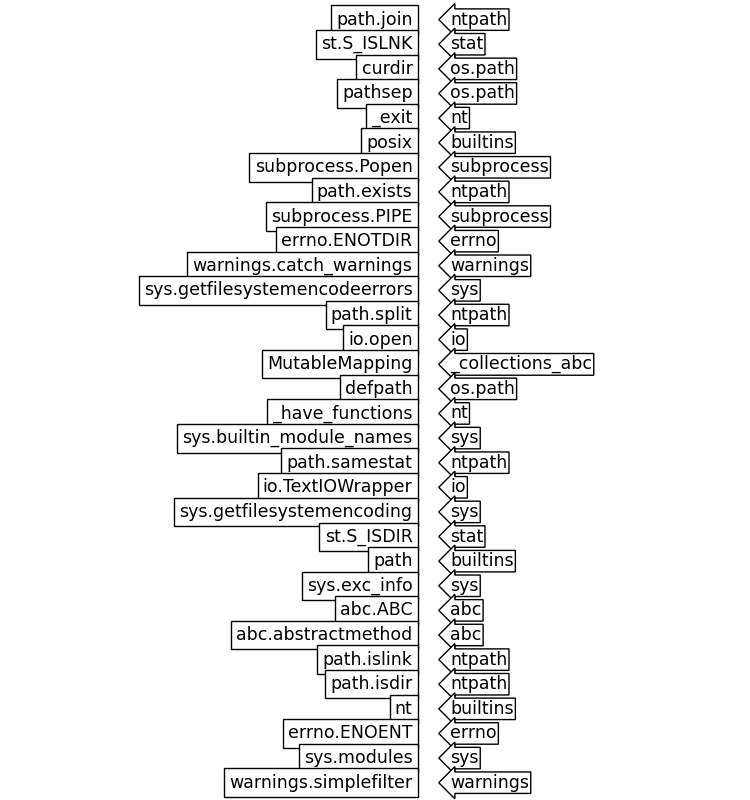 path.join ntpath
st.S_ISLNK stat
curdir os.path
pathsep os.path
_exit nt
posix builtins
subprocess.Popen subprocess
path.exists ntpath
subprocess.PIPE subprocess
errno.ENOTDIR errno
warnings.catch_warnings warnings
sys.getfilesystemencodeerrors sys
path.split ntpath
io.open io
MutableMapping _collections_abc
defpath os.path
_have_functions nt
sys.builtin_module_names sys
path.samestat ntpath
io.TextIOWrapper io
sys.getfilesystemencoding sys
st.S_ISDIR stat
path builtins
sys.exc_info sys
abc.ABC abc
abc.abstractmethod abc
path.islink ntpath
path.isdir ntpath
nt builtins
errno.ENOENT errno
sys.modules sys
warnings.simplefilter warnings